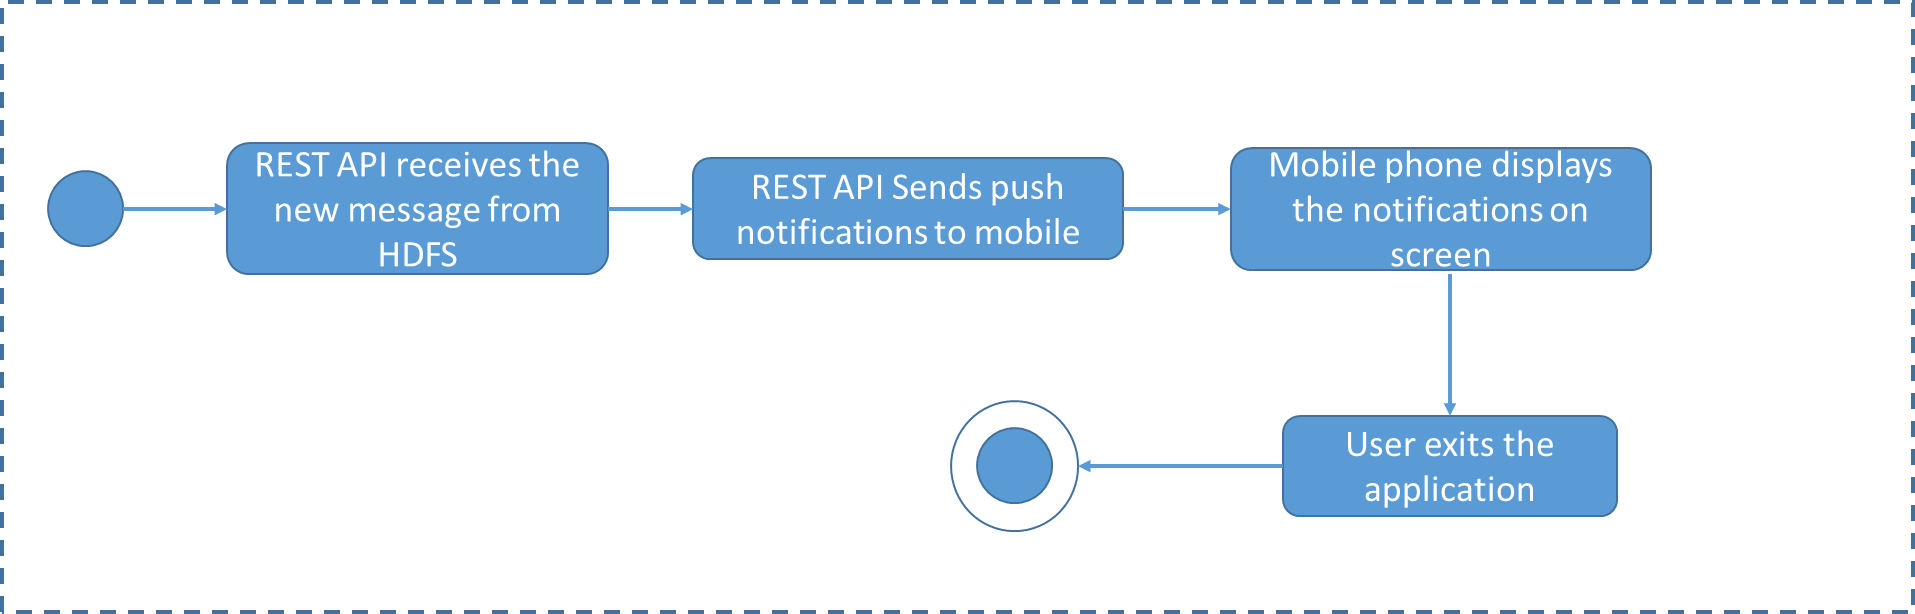 REST API receives the
new message from
HDFS
REST API Sends push
notifications to mobile
Mobile phone displays
the notifications on
screen
User exits the
application